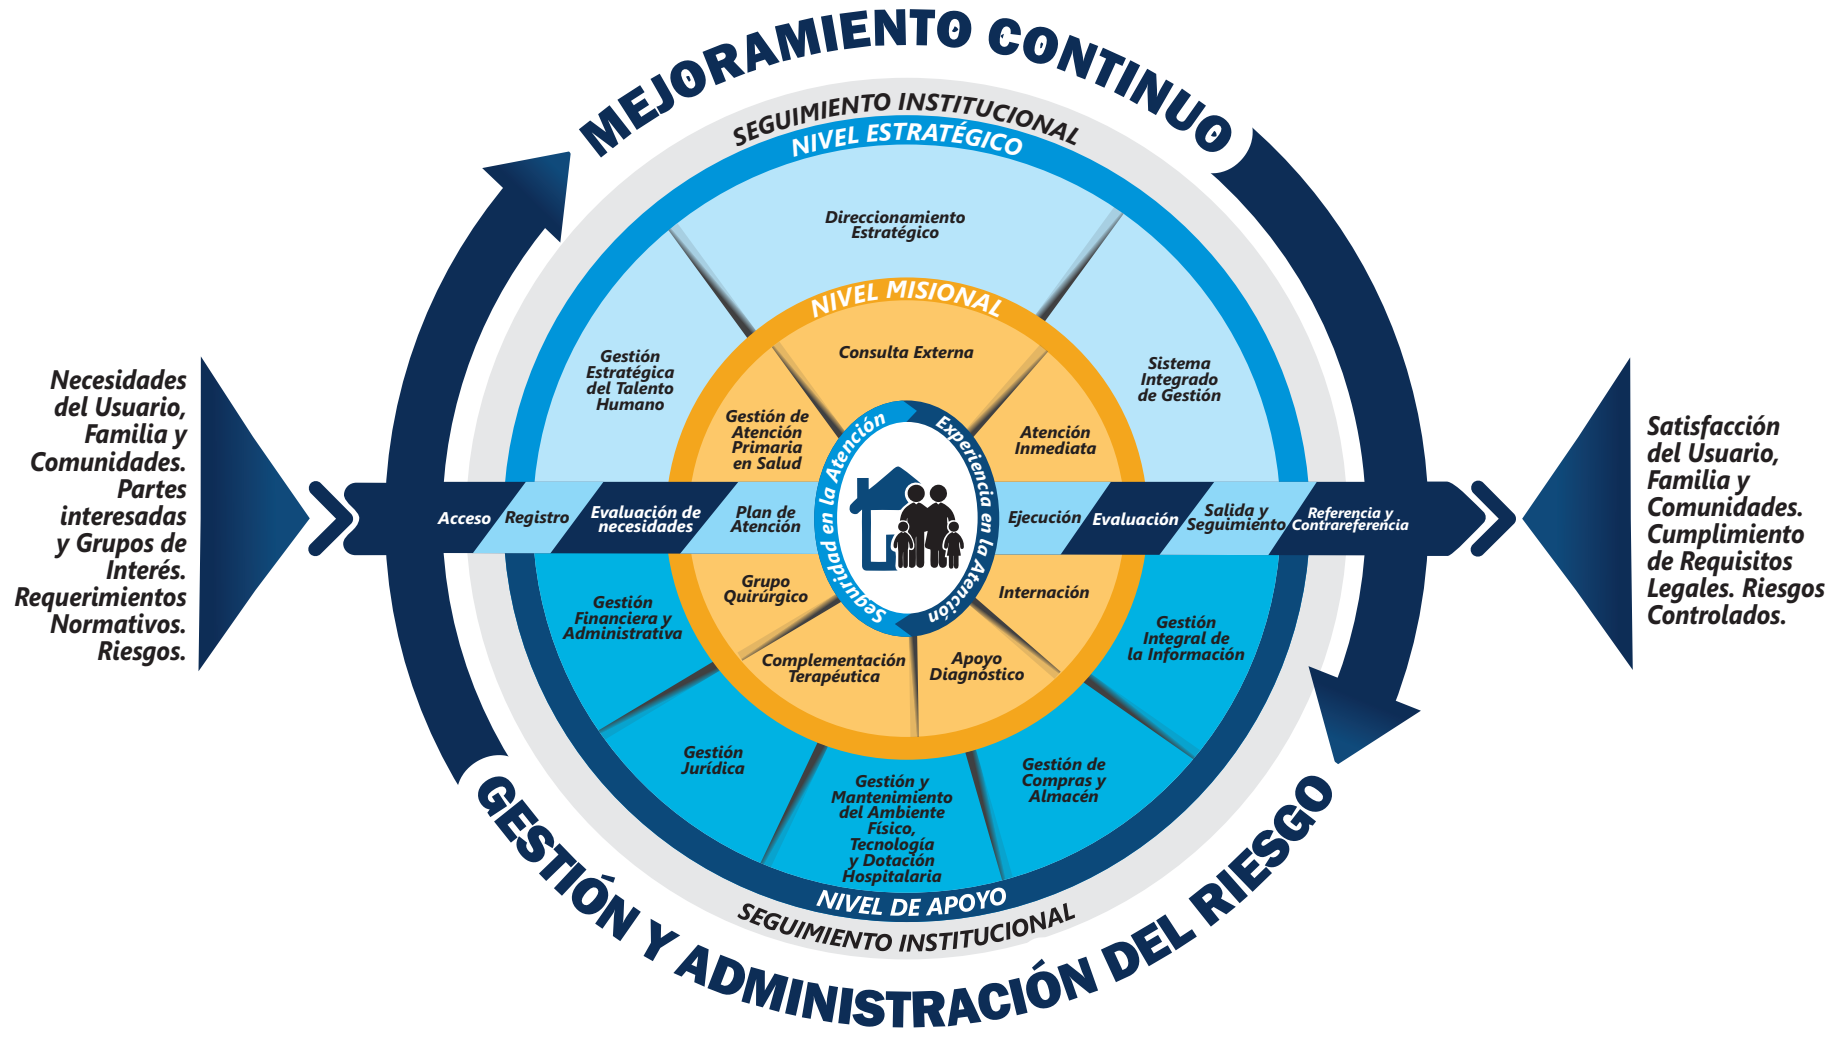 MEJORAMIENTO CONTINUO
SEGUIMIENTO INSTITUCIONAL
NIVEL ESTRATÉGICO
Direccionamiento
Estratégico
Gestión
Estratégica
del Talento
Humano
Sistema
Integrado
de Gestión
NIVEL MISIONAL
Consulta Externa
Gestión de
Atención
Primaria
en Salud
Atención
Inmediata
Seguridad en la Atención
Experiencia en la Atención
Necesidades
del Usuario,
Familia y
Comunidades.
Partes
interesadas
y Grupos de
Interés.
Requerimientos
Normativos.
Riesgos.
Acceso
Registro
Evaluación de
necesidades
Plan de
Atención
Ejecución
Evaluación
Salida y
Seguimiento
Referencia y
Contrareferencia
Satisfacción
del Usuario,
Familia y
Comunidades.
Cumplimiento
de Requisitos
Legales. Riesgos
Controlados.
Grupo
Quirúrgico
Internación
Complementación
Terapéutica
Apoyo
Diagnóstico
Gestión
Financiera y
Administrativa
Gestión
Integral de
la Información
Gestión
Jurídica
Gestión y
Mantenimiento
del Ambiente
Físico,
Tecnología
y Dotación
Hospitalaria
Gestión de
Compras y
Almacén
NIVEL DE APOYO
SEGUIMIENTO INSTITUCIONAL
GESTIÓN Y ADMINISTRACIÓN DEL RIESGO